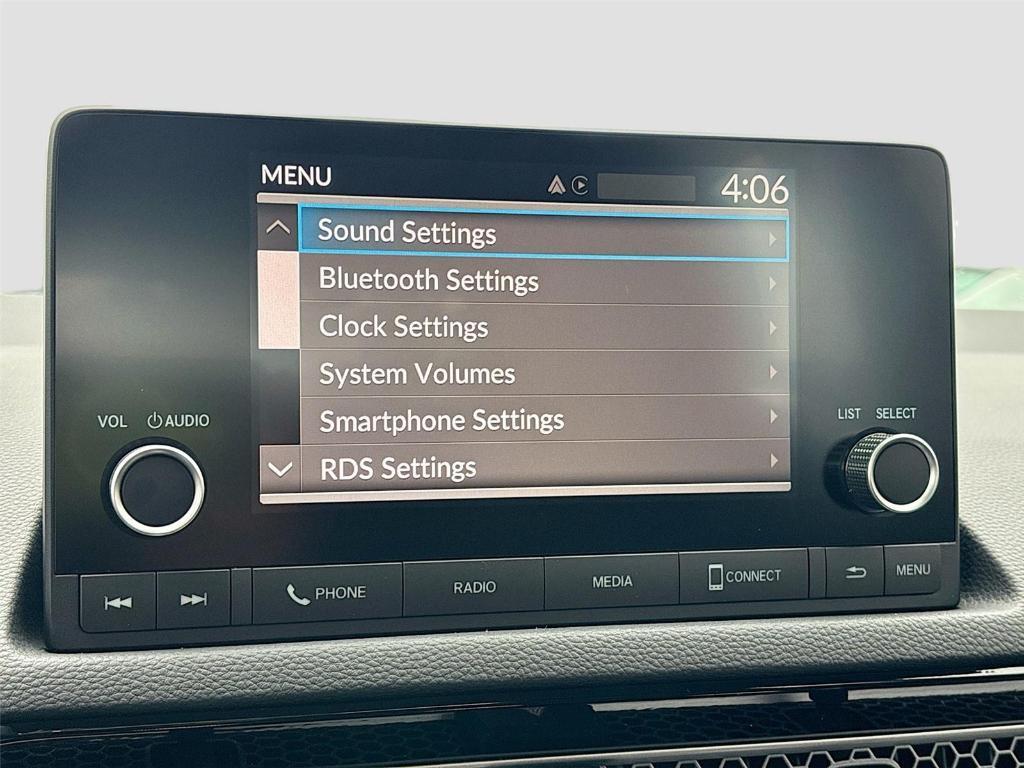 MENU 4:06
Sound Settings
Bluetooth Settings
Clock Settings
System Volumes
Smartphone Settings
RDS Settings
VOL AUDIO
LIST SELECT
PHONE RADIO MEDIA CONNECT MENU